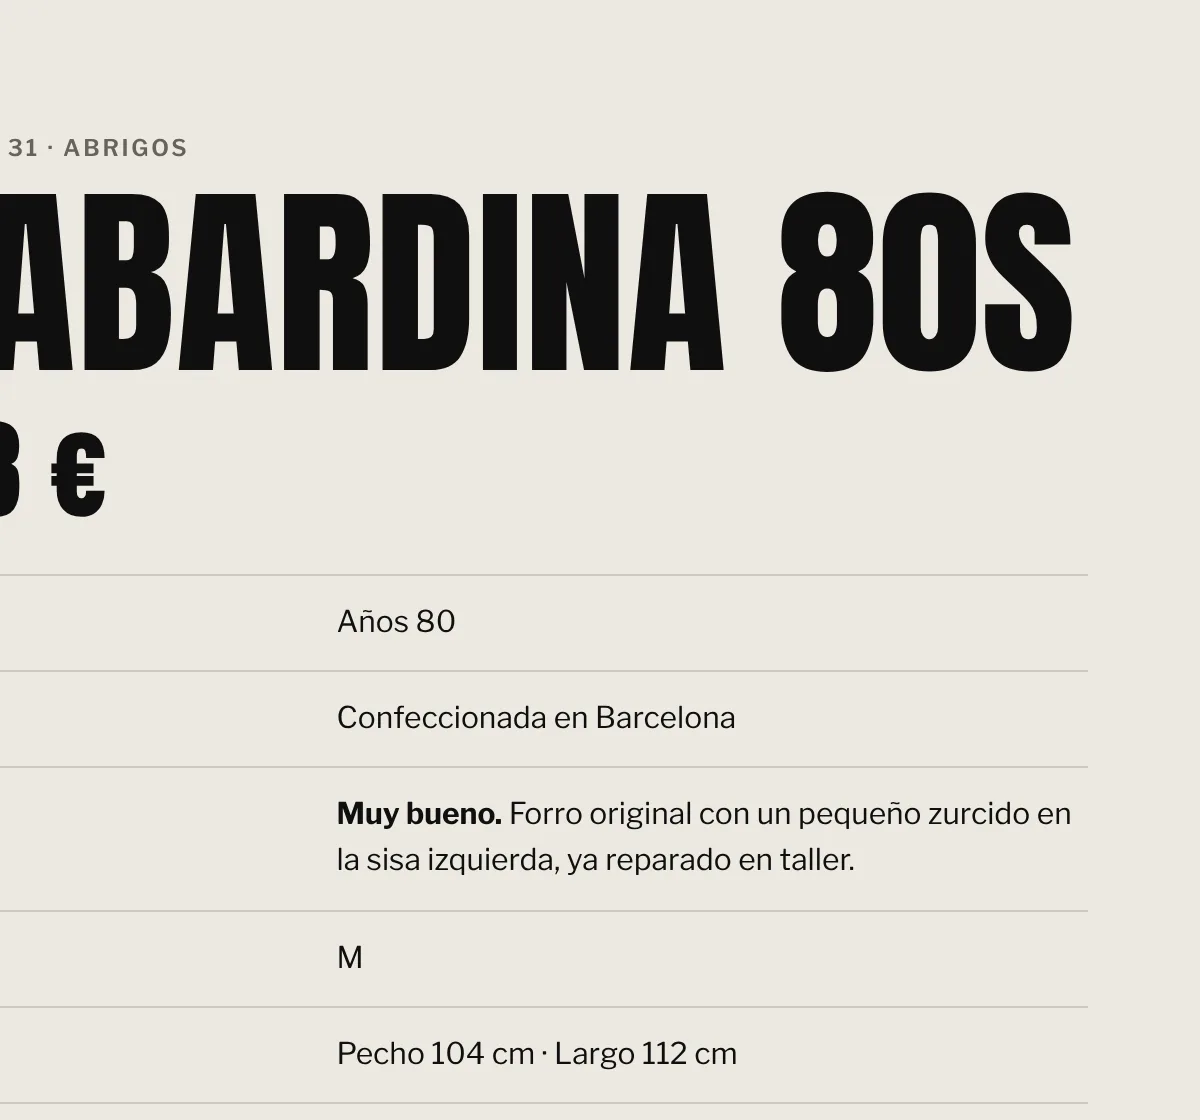 31 · ABRIGOS
ABARDINA 80S
€
Años 80
Confeccionada en Barcelona
Muy bueno. Forro original con un pequeño zurcido en
la sisa izquierda, ya reparado en taller.
M
Pecho 104 cm · Largo 112 cm